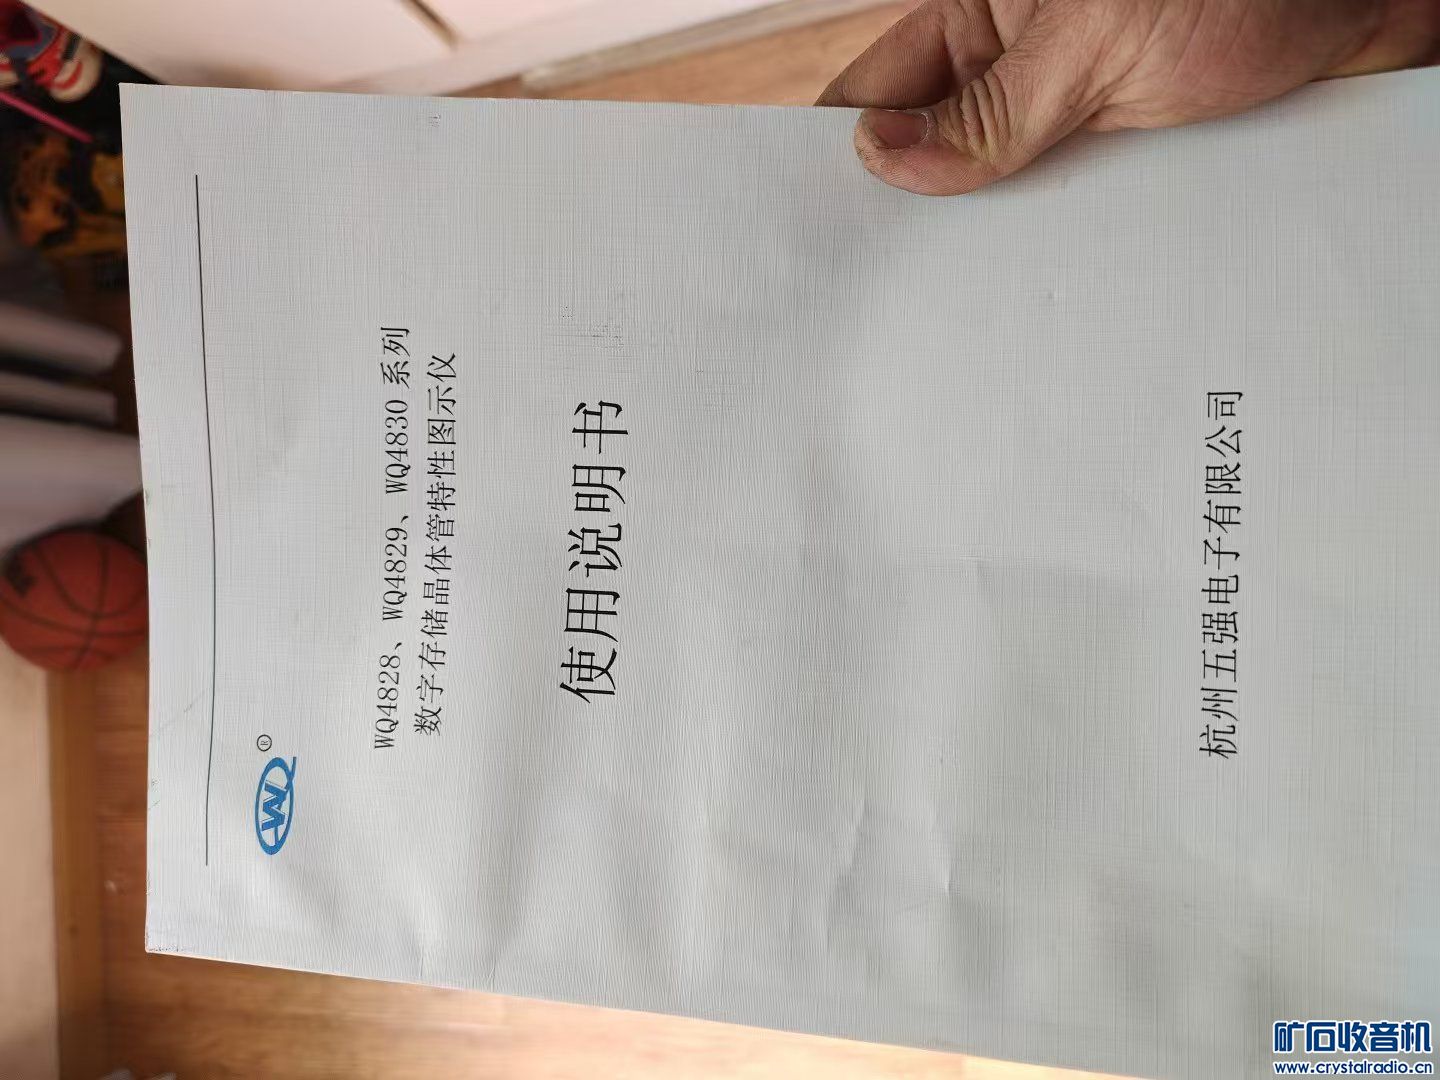 WQ®
WQ4828、WQ4829、WQ4830 系列
数字存储晶体管特性图示仪
使用说明书
杭州五强电子有限公司
矿石收音机
www.crystalradio.cn